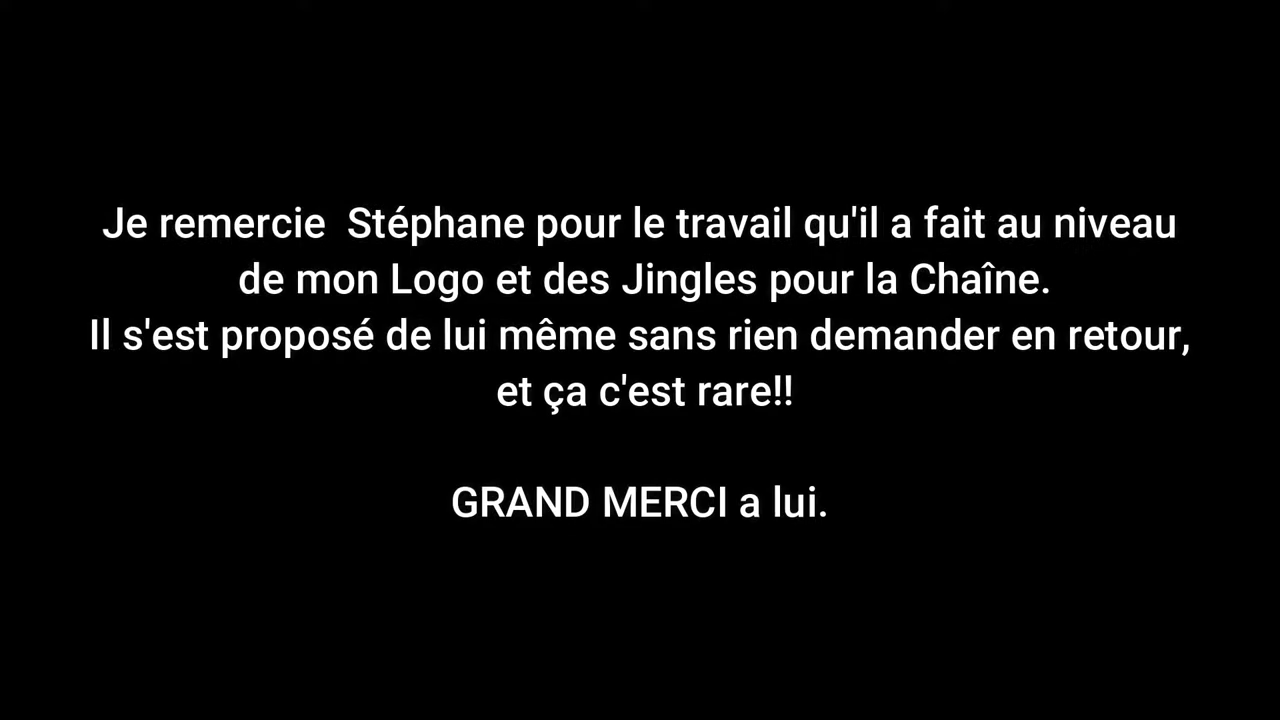 Je remercie  Stéphane pour le travail qu'il a fait au niveau
de mon Logo et des Jingles pour la Chaîne.
Il s'est proposé de lui même sans rien demander en retour,
et ça c'est rare!!
GRAND MERCI a lui.